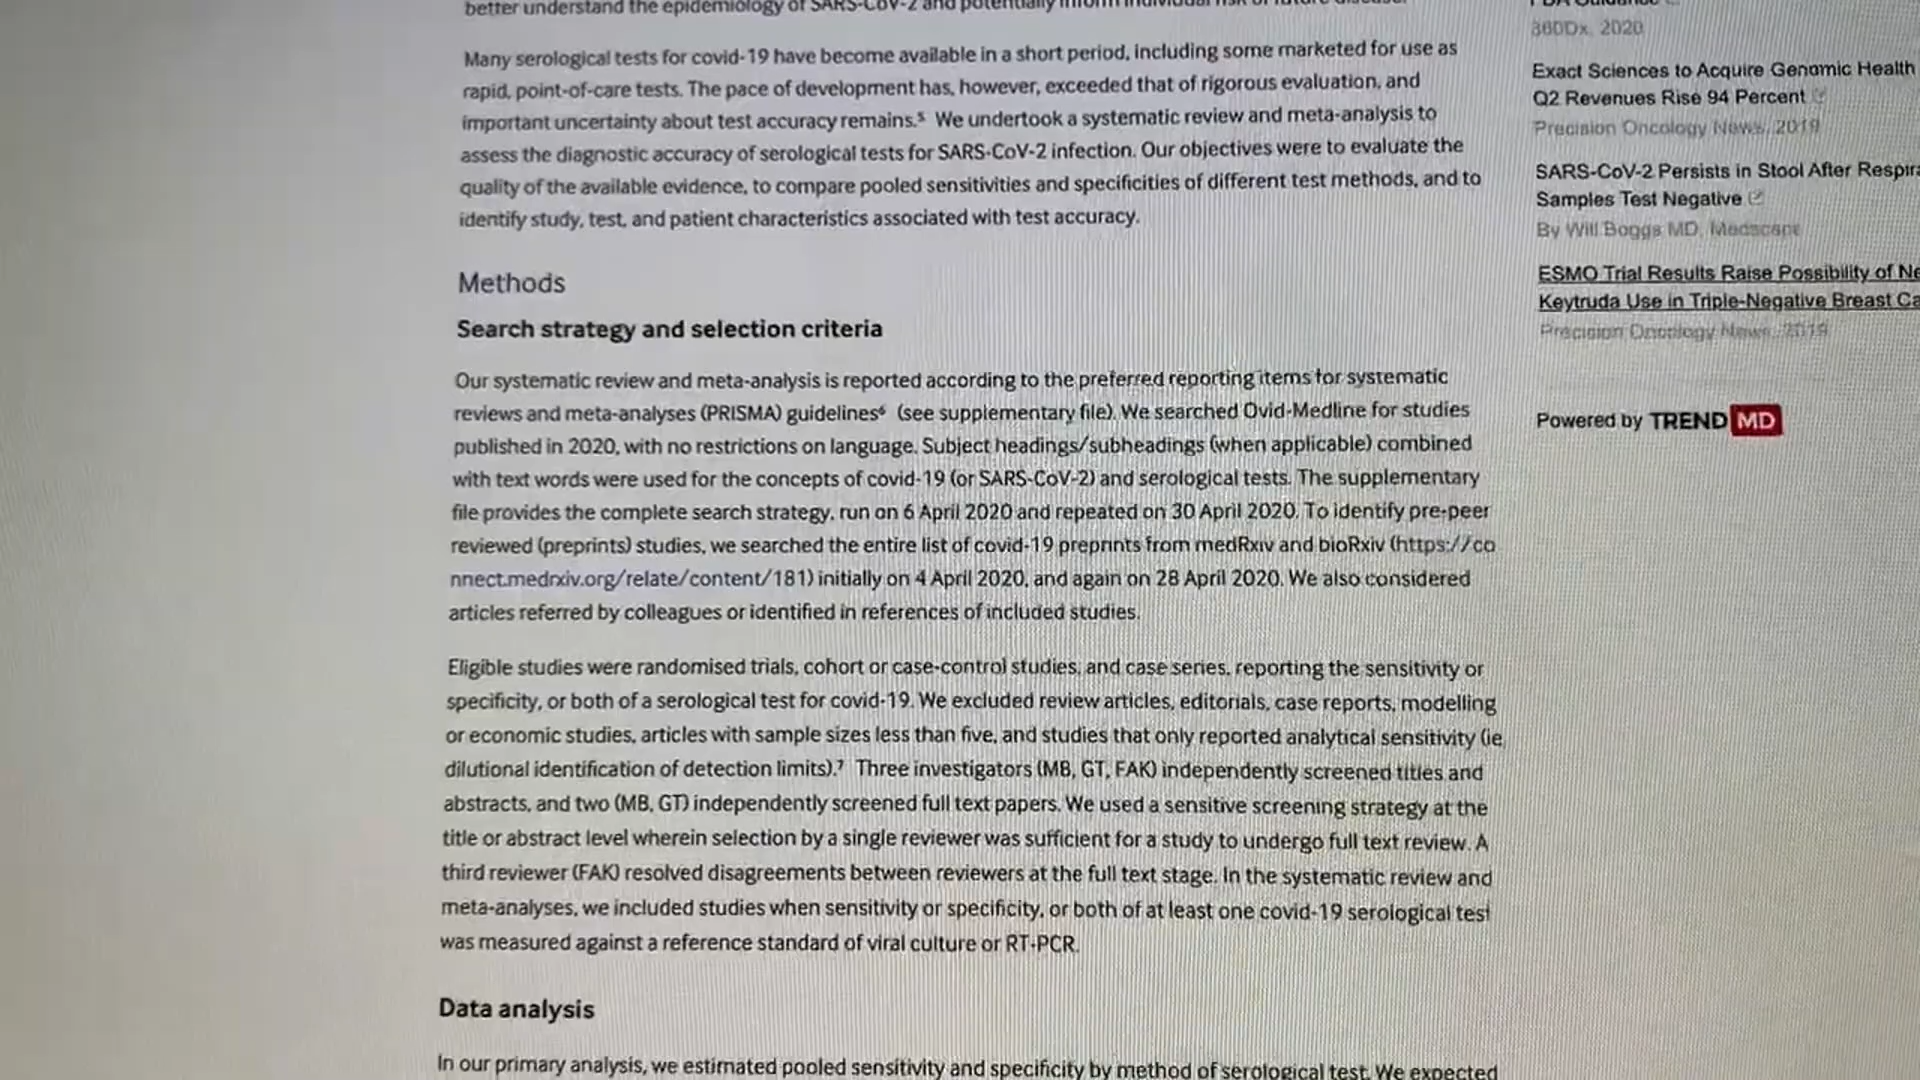 better understand the epidemiology of SARS-CoV-2 and potentially inform individual risk of future disease.
Many serological tests for covid-19 have become available in a short period, including some marketed for use as
rapid, point-of-care tests. The pace of development has, however, exceeded that of rigorous evaluation, and
important uncertainty about test accuracy remains.⁵ We undertook a systematic review and meta-analysis to
assess the diagnostic accuracy of serological tests for SARS-CoV-2 infection. Our objectives were to evaluate the
quality of the available evidence, to compare pooled sensitivities and specificities of different test methods, and to
identify study, test, and patient characteristics associated with test accuracy.
Methods
Search strategy and selection criteria
Our systematic review and meta-analysis is reported according to the preferred reporting items for systematic
reviews and meta-analyses (PRISMA) guidelines⁶ (see supplementary file). We searched Ovid-Medline for studies
published in 2020, with no restrictions on language. Subject headings/subheadings (when applicable) combined
with text words were used for the concepts of covid-19 (or SARS-CoV-2) and serological tests. The supplementary
file provides the complete search strategy, run on 6 April 2020 and repeated on 30 April 2020. To identify pre-peer
reviewed (preprints) studies, we searched the entire list of covid-19 preprints from medRxiv and bioRxiv (https://co
nnect.medrxiv.org/relate/content/181) initially on 4 April 2020, and again on 28 April 2020. We also considered
articles referred by colleagues or identified in references of included studies.
Eligible studies were randomised trials, cohort or case-control studies, and case series, reporting the sensitivity or
specificity, or both of a serological test for covid-19. We excluded review articles, editorials, case reports, modelling
or economic studies, articles with sample sizes less than five, and studies that only reported analytical sensitivity (ie,
dilutional identification of detection limits).⁷ Three investigators (MB, GT, FAK) independently screened titles and
abstracts, and two (MB, GT) independently screened full text papers. We used a sensitive screening strategy at the
title or abstract level wherein selection by a single reviewer was sufficient for a study to undergo full text review. A
third reviewer (FAK) resolved disagreements between reviewers at the full text stage. In the systematic review and
meta-analyses, we included studies when sensitivity or specificity, or both of at least one covid-19 serological test
was measured against a reference standard of viral culture or RT-PCR.
Data analysis
In our primary analysis, we estimated pooled sensitivity and specificity by method of serological test. We expected
FDA Guidance
360Dx, 2020
Exact Sciences to Acquire Genomic Health
Q2 Revenues Rise 94 Percent
Precision Oncology News, 2019
SARS-CoV-2 Persists in Stool After Respira
Samples Test Negative
By Will Boggs MD, Medscape
ESMO Trial Results Raise Possibility of Ne
Keytruda Use in Triple-Negative Breast Ca
Precision Oncology News, 2019
Powered by TREND MD